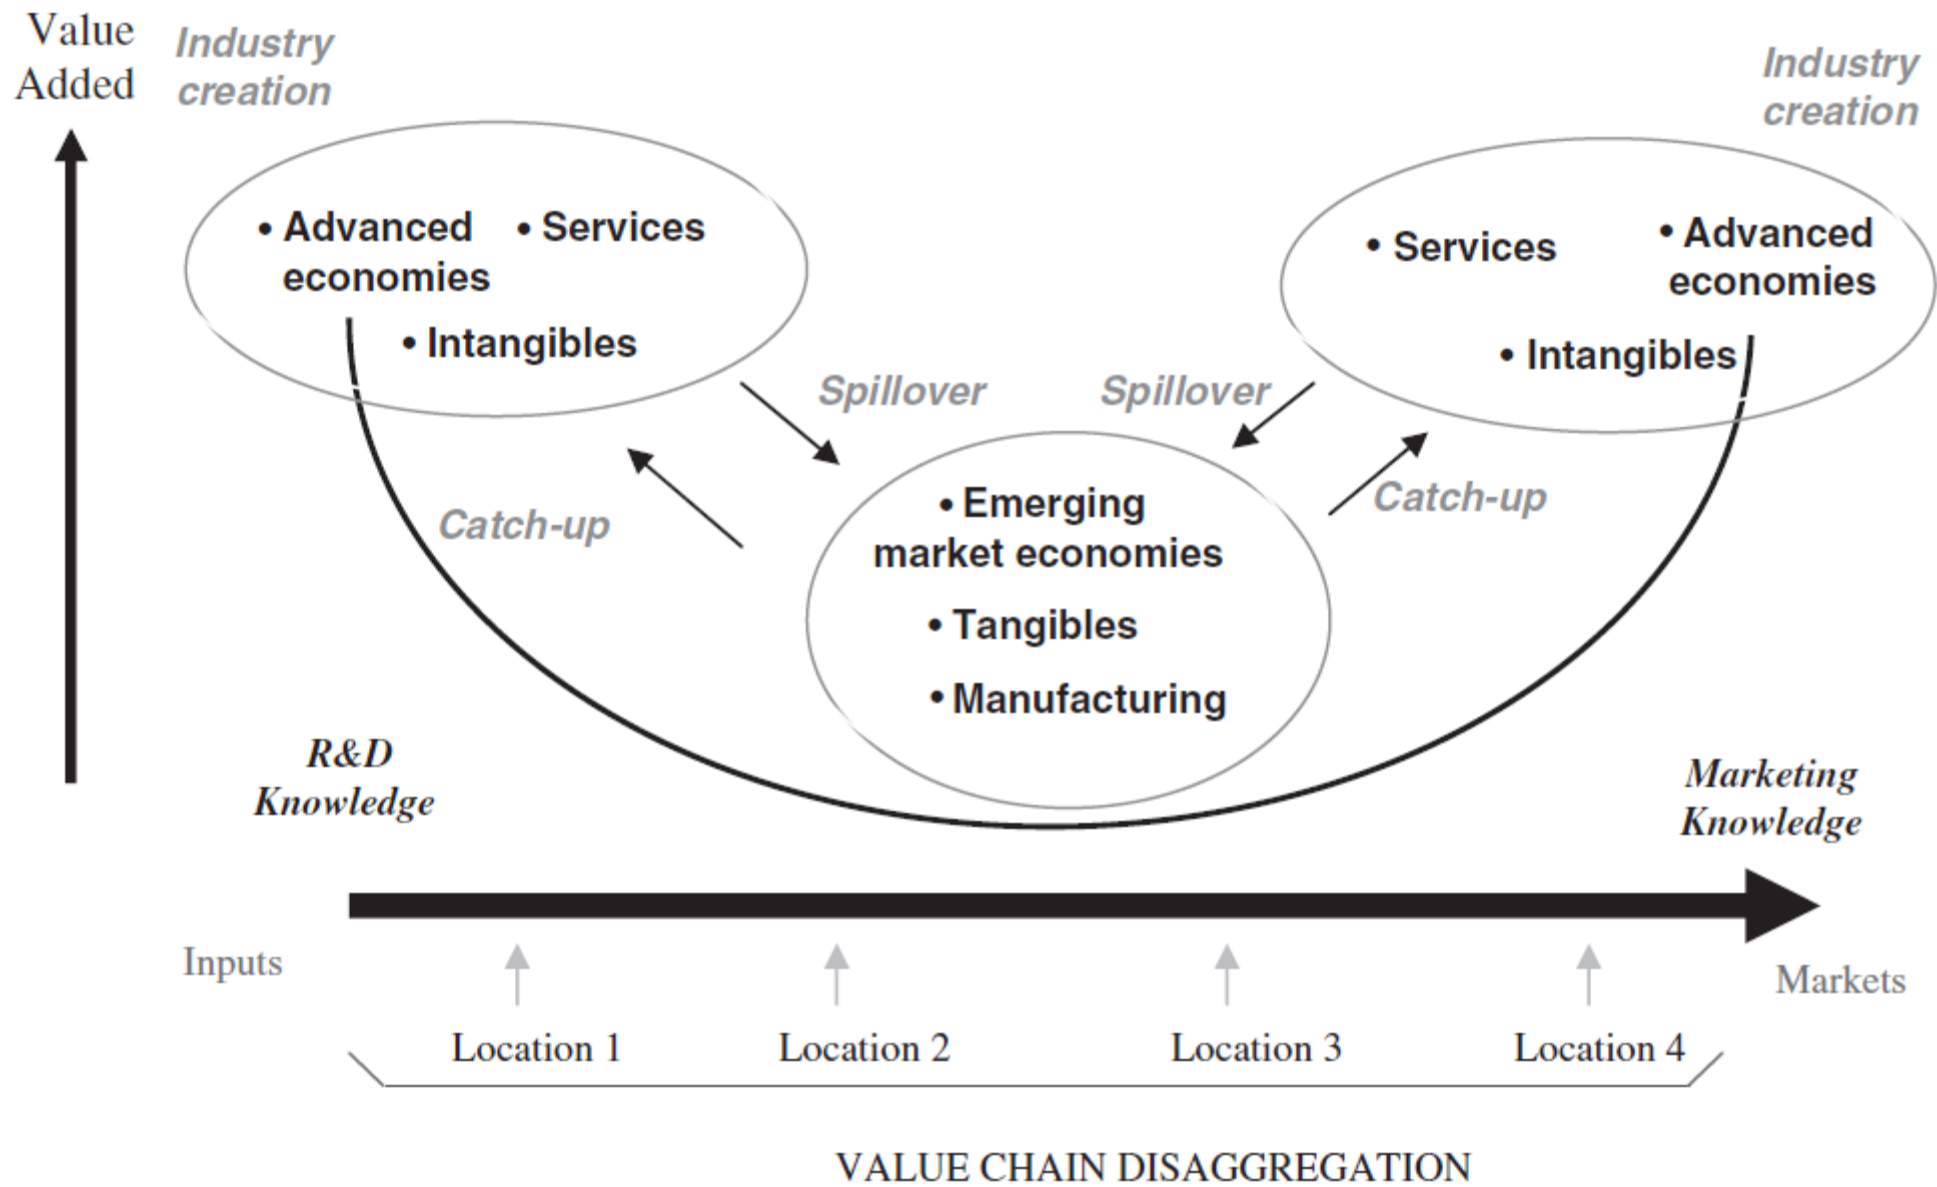 Value
Added
Industry
creation
Industry
creation
• Advanced
economies
• Services
• Intangibles
• Services
• Advanced
economies
• Intangibles
Spillover
Spillover
Catch-up
Catch-up
• Emerging
market economies
• Tangibles
• Manufacturing
R&D
Knowledge
Marketing
Knowledge
Inputs
Markets
Location 1
Location 2
Location 3
Location 4
VALUE CHAIN DISAGGREGATION